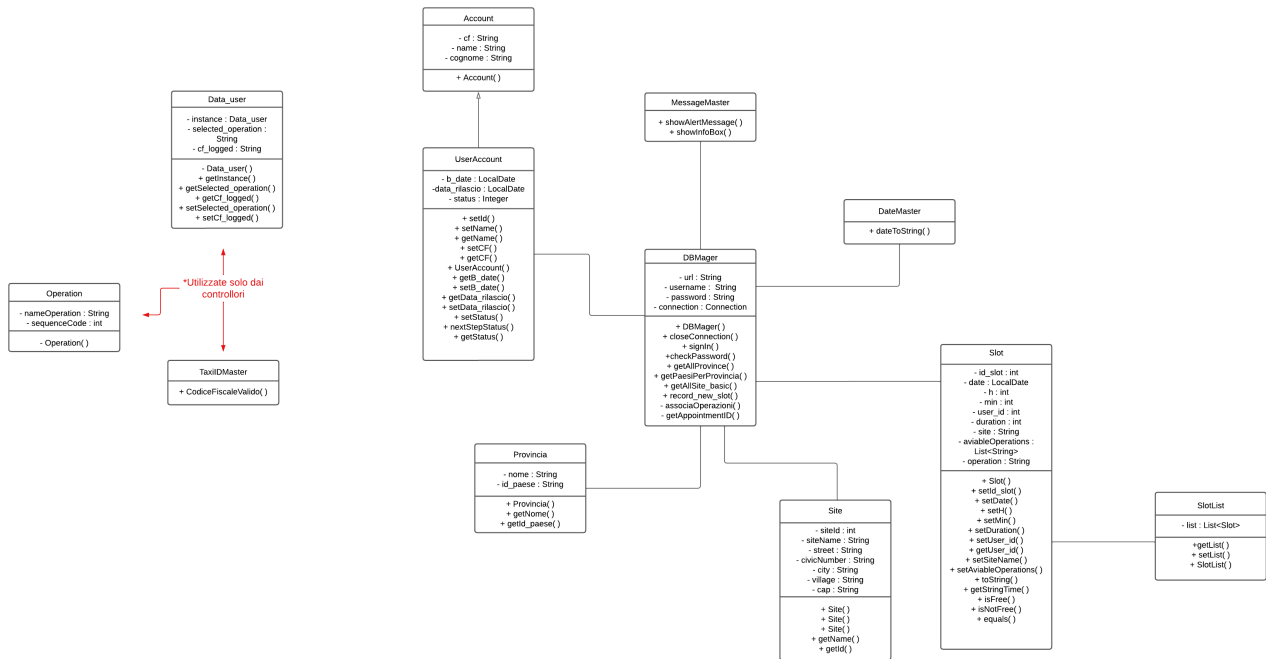 Account
- cf : String
- name : String
- cognome : String
+ Account( )
Data_user
- instance : Data_user
- selected_operation :
String
- cf_logged : String
- Data_user( )
+ getInstance( )
+ getSelected_operation( )
+ getCf_logged( )
+ setSelected_operation( )
+ setCf_logged( )
MessageMaster
+ showAlertMessage( )
+ showInfoBox( )
UserAccount
- b_date : LocalDate
-data_rilascio : LocalDate
- status : Integer
+ setId( )
+ setName( )
+ getName( )
+ setCF( )
+ getCF( )
+ UserAccount( )
+ getB_date( )
+ setB_date( )
+ getData_rilascio( )
+ setData_rilascio( )
+ setStatus( )
+ nextStepStatus( )
+ getStatus( )
DateMaster
+ dateToString( )
DBMager
- url : String
- username : String
- password : String
- connection : Connection
+ DBMager( )
+ closeConnection( )
+ signIn( )
+checkPassword( )
+ getAllProvince( )
+ getPaesiPerProvincia( )
+ getAllSite_basic( )
+ record_new_slot( )
- associaOperazioni( )
- getAppointmentID( )
*Utilizzate solo dai
controllori
Operation
- nameOperation : String
- sequenceCode : int
- Operation( )
TaxiIDMaster
+ CodiceFiscaleValido( )
Slot
- id_slot : int
- date : LocalDate
- h : int
- min : int
- user_id : int
- duration : int
- site : String
- aviableOperations :
List<String>
- operation : String
+ Slot( )
+ setId_slot( )
+ setDate( )
+ setH( )
+ setMin( )
+ setDuration( )
+ setUser_id( )
+ getUser_id( )
+ setSiteName( )
+ setAviableOperations( )
+ toString( )
+ getStringTime( )
+ isFree( )
+ isNotFree( )
+ equals( )
Provincia
- nome : String
- id_paese : String
+ Provincia( )
+ getNome( )
+ getId_paese( )
Site
- siteId : int
- siteName : String
- street : String
- civicNumber : String
- city : String
- village : String
- cap : String
+ Site( )
+ Site( )
+ Site( )
+ getName( )
+ getId( )
SlotList
- list : List<Slot>
+getList( )
+ setList( )
+ SlotList( )